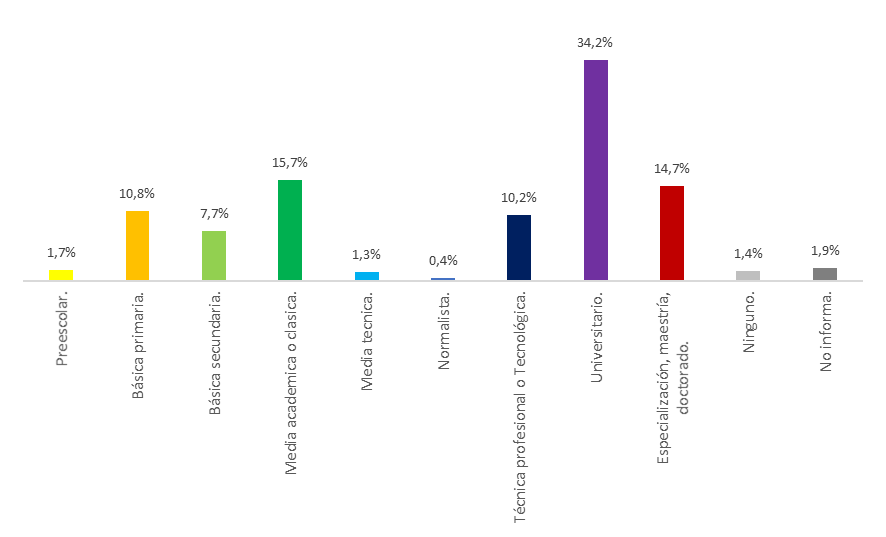 34,2%
15,7%
14,7%
10,8%
10,2%
7,7%
1,7%
1,3%
0,4%
1,4%
1,9%
Preescolar.
Básica primaria.
Básica secundaria.
Media academica o clasica.
Media tecnica.
Normalista.
Técnica profesional o Tecnológica.
Universitario.
Especialización, maestría,
doctorado.
Ninguno.
No informa.